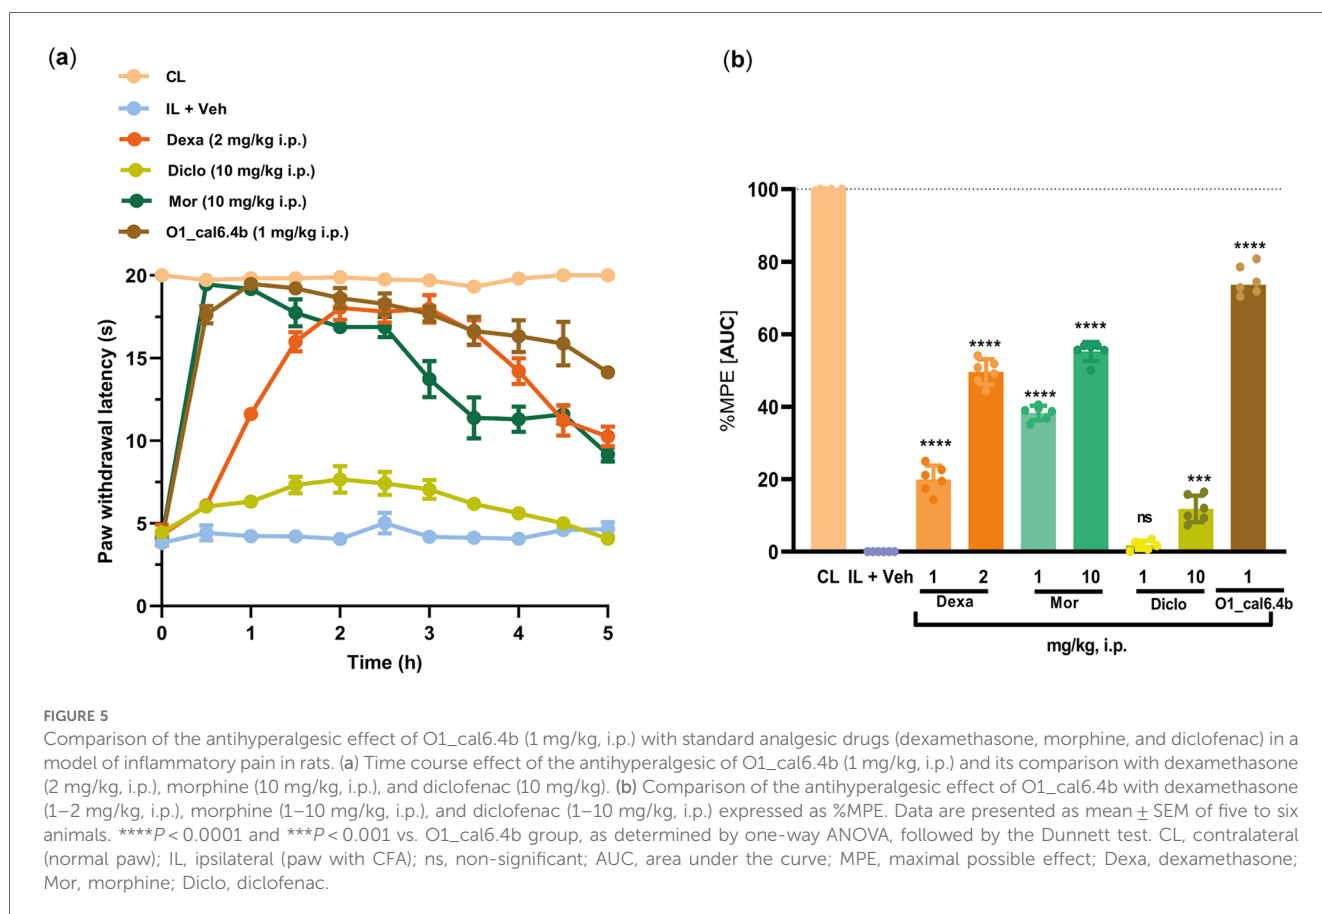 (a)
CL
IL + Veh
Dexa (2 mg/kg i.p.)
Diclo (10 mg/kg i.p.)
Mor (10 mg/kg i.p.)
O1_cal6.4b (1 mg/kg i.p.)
Paw withdrawal latency (s)
20
15
10
5
0
0 1 2 3 4 5
Time (h)
(b)
%MPE [AUC]
100
80
60
40
20
0
****
****
****
****
ns
***
****
CL IL + Veh 1 2 1 10 1 10 1
Dexa Mor Diclo O1_cal6.4b
mg/kg, i.p.
FIGURE 5
Comparison of the antihyperalgesic effect of O1_cal6.4b (1 mg/kg, i.p.) with standard analgesic drugs (dexamethasone, morphine, and diclofenac) in a
model of inflammatory pain in rats. (a) Time course effect of the antihyperalgesic of O1_cal6.4b (1 mg/kg, i.p.) and its comparison with dexamethasone
(2 mg/kg, i.p.), morphine (10 mg/kg, i.p.), and diclofenac (10 mg/kg). (b) Comparison of the antihyperalgesic effect of O1_cal6.4b with dexamethasone
(1–2 mg/kg, i.p.), morphine (1–10 mg/kg, i.p.), and diclofenac (1–10 mg/kg, i.p.) expressed as %MPE. Data are presented as mean ± SEM of five to six
animals. ****P < 0.0001 and ***P < 0.001 vs. O1_cal6.4b group, as determined by one-way ANOVA, followed by the Dunnett test. CL, contralateral
(normal paw); IL, ipsilateral (paw with CFA); ns, non-significant; AUC, area under the curve; MPE, maximal possible effect; Dexa, dexamethasone;
Mor, morphine; Diclo, diclofenac.